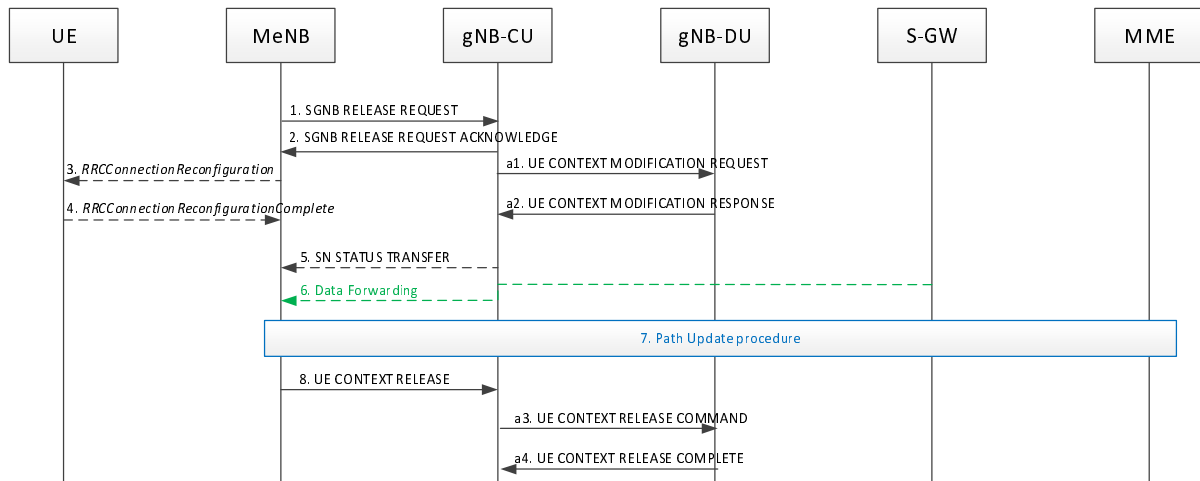 UE
MeNB
gNB-CU
gNB-DU
S-GW
MME
1. SGNB RELEASE REQUEST
2. SGNB RELEASE REQUEST ACKNOWLEDGE
a1. UE CONTEXT MODIFICATION REQUEST
3. RRCConnectionReconfiguration
a2. UE CONTEXT MODIFICATION RESPONSE
4. RRCConnectionReconfigurationComplete
5. SN STATUS TRANSFER
6. Data Forwarding
7. Path Update procedure
8. UE CONTEXT RELEASE
a3. UE CONTEXT RELEASE COMMAND
a4. UE CONTEXT RELEASE COMPLETE